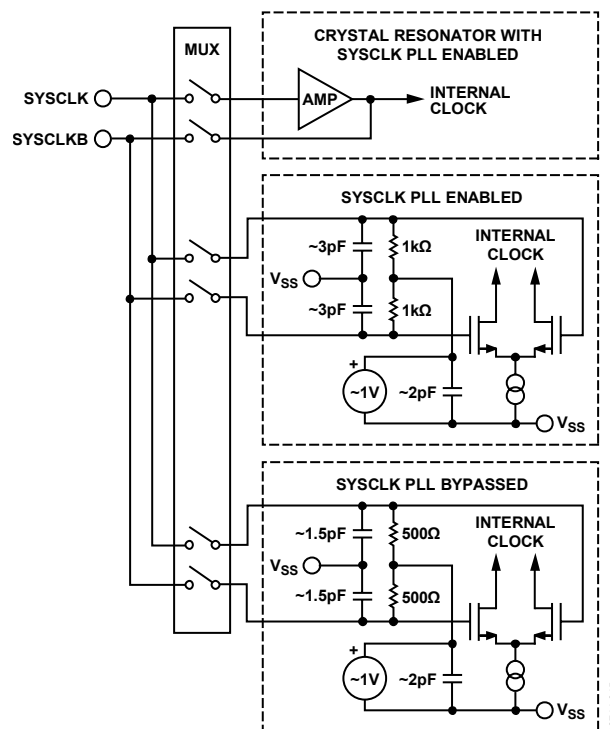 MUX
SYSCLK
SYSCLKB
CRYSTAL RESONATOR WITH
SYSCLK PLL ENABLED
AMP
INTERNAL
CLOCK
SYSCLK PLL ENABLED
~3pF
1kΩ
INTERNAL
CLOCK
VSS
~3pF
1kΩ
+
~1V
~2pF
VSS
SYSCLK PLL BYPASSED
~1.5pF
500Ω
INTERNAL
CLOCK
VSS
~1.5pF
500Ω
+
~1V
~2pF
VSS